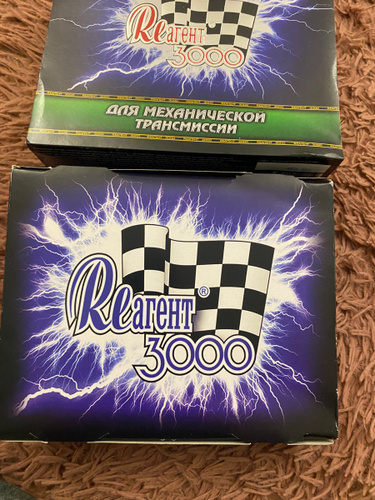 Reагент
3000
ДЛЯ МЕХАНИЧЕСКОЙ
ТРАНСМИССИИ
Reагент®
3000